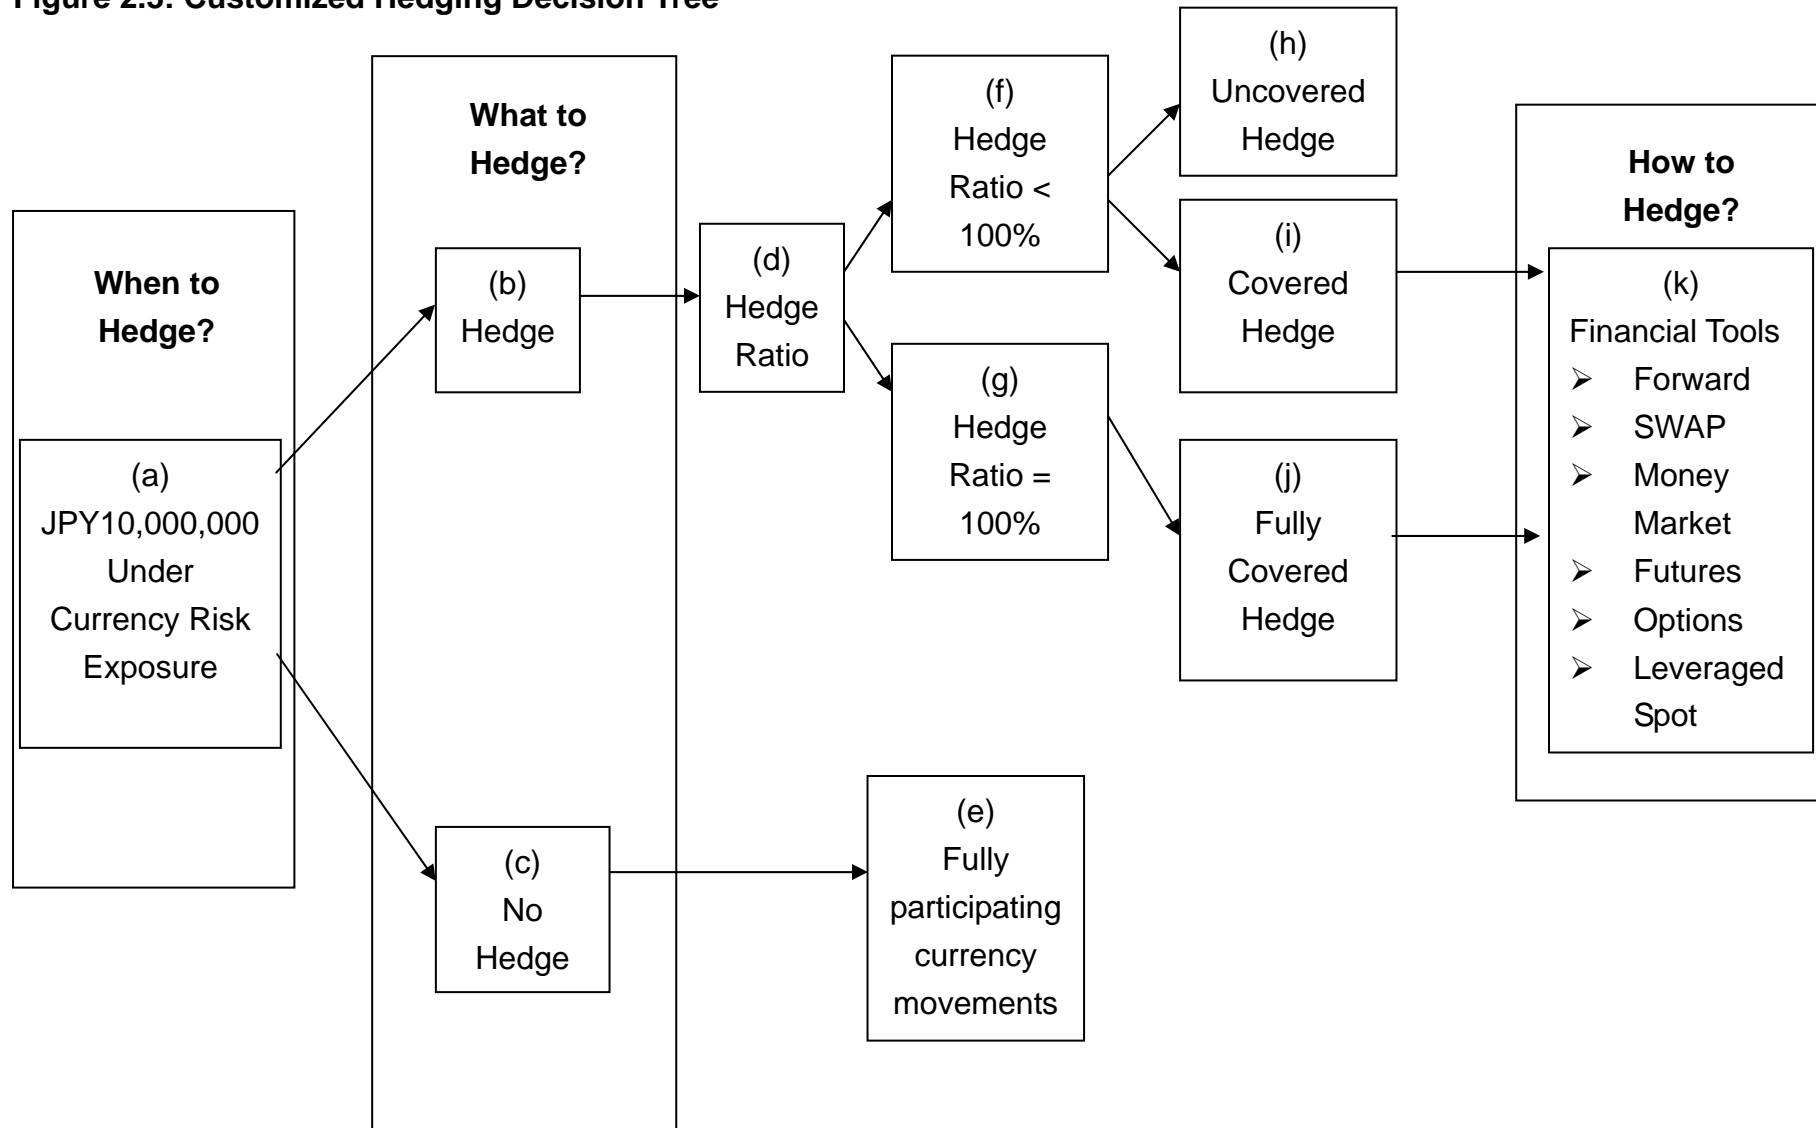 Figure 2.3: Customized Hedging Decision Tree
When to
Hedge?
(a)
JPY10,000,000
Under
Currency Risk
Exposure
What to
Hedge?
(b)
Hedge
(c)
No
Hedge
(d)
Hedge
Ratio
(e)
Fully
participating
currency
movements
(f)
Hedge
Ratio <
100%
(g)
Hedge
Ratio =
100%
(h)
Uncovered
Hedge
(i)
Covered
Hedge
(j)
Fully
Covered
Hedge
How to
Hedge?
(k)
Financial Tools
➢ Forward
➢ SWAP
➢ Money
Market
➢ Futures
➢ Options
➢ Leveraged
Spot